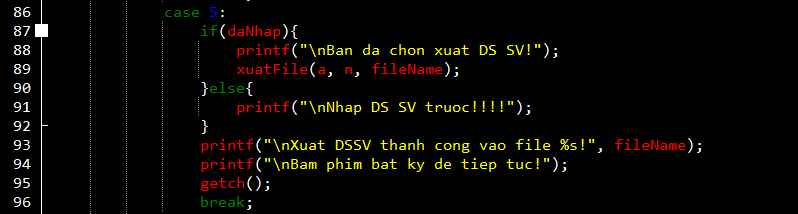 86 case 5:
87 if(daNhap){
88 printf("\nBan da chon xuat DS SV!");
89 xuatFile(a, n, fileName);
90 }else{
91 printf("\nNhap DS SV truoc!!!!");
92 }
93 printf("\nXuat DSSV thanh cong vao file %s!", fileName);
94 printf("\nBam phim bat ky de tiep tuc!");
95 getch();
96 break;